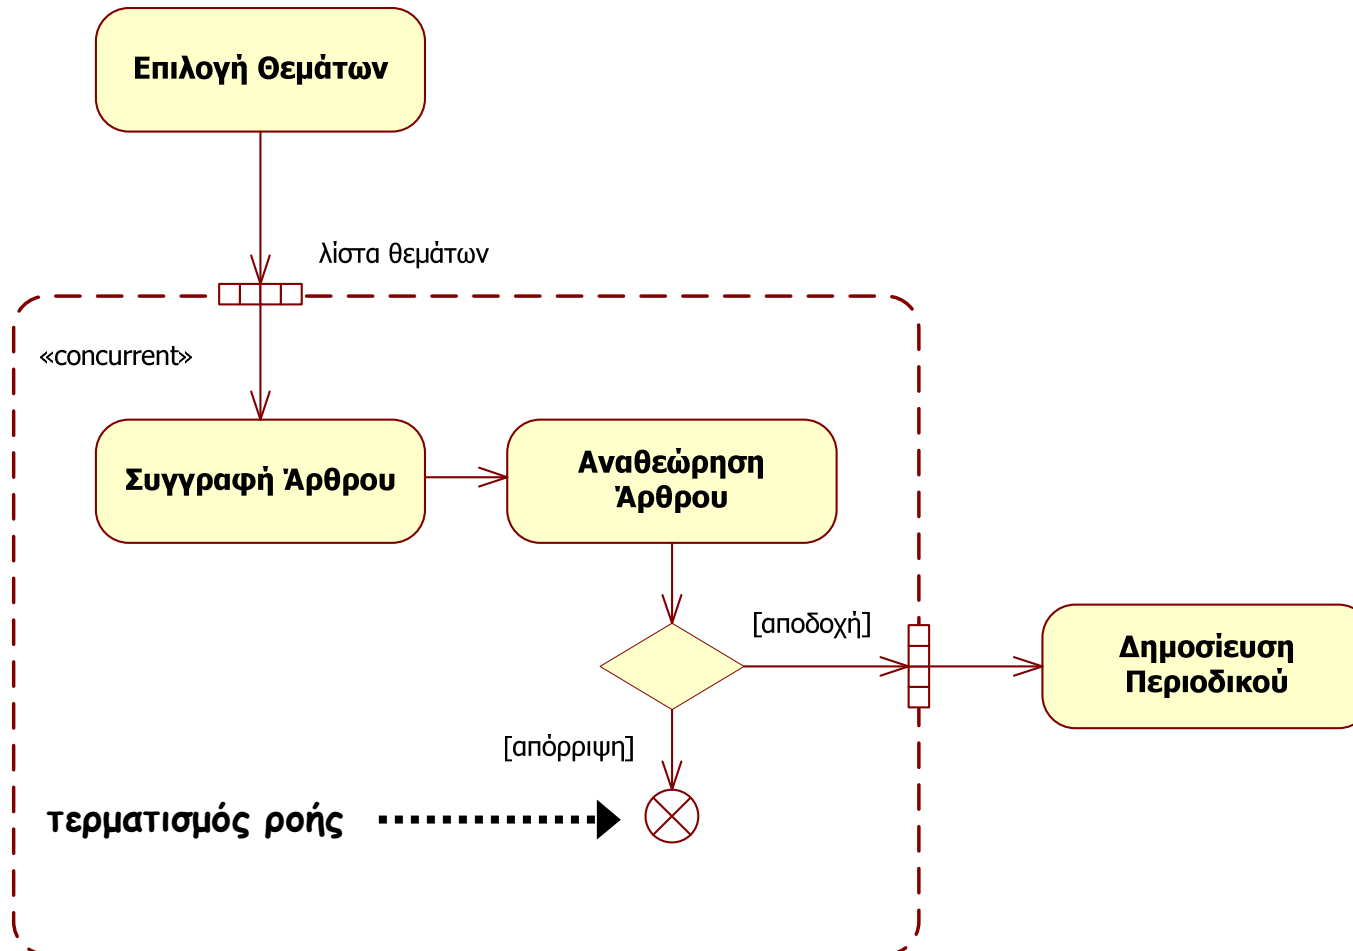 Επιλογή Θεμάτων
λίστα θεμάτων
«concurrent»
Συγγραφή Άρθρου
Αναθεώρηση
Άρθρου
[αποδοχή]
Δημοσίευση
Περιοδικού
[απόρριψη]
τερματισμός ροής